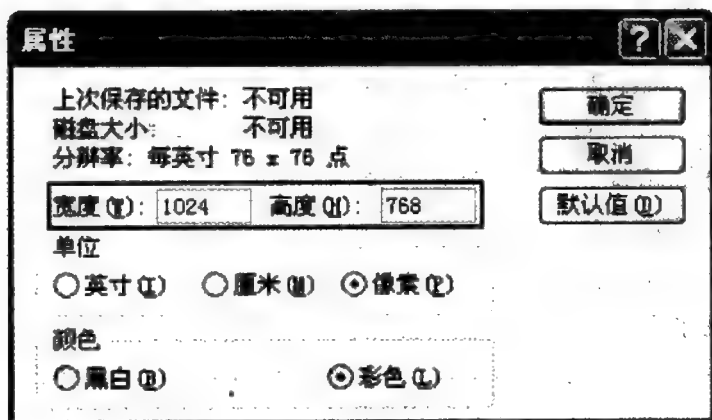 属性
上次保存的文件: 不可用
磁盘大小: 不可用
分辨率: 每英寸 76 x 76 点
宽度(W): 1024 高度(H): 768
单位
英寸(I) 厘米(M) 像素(P)
颜色
黑白(B) 彩色(L)
确定
取消
默认值(D)